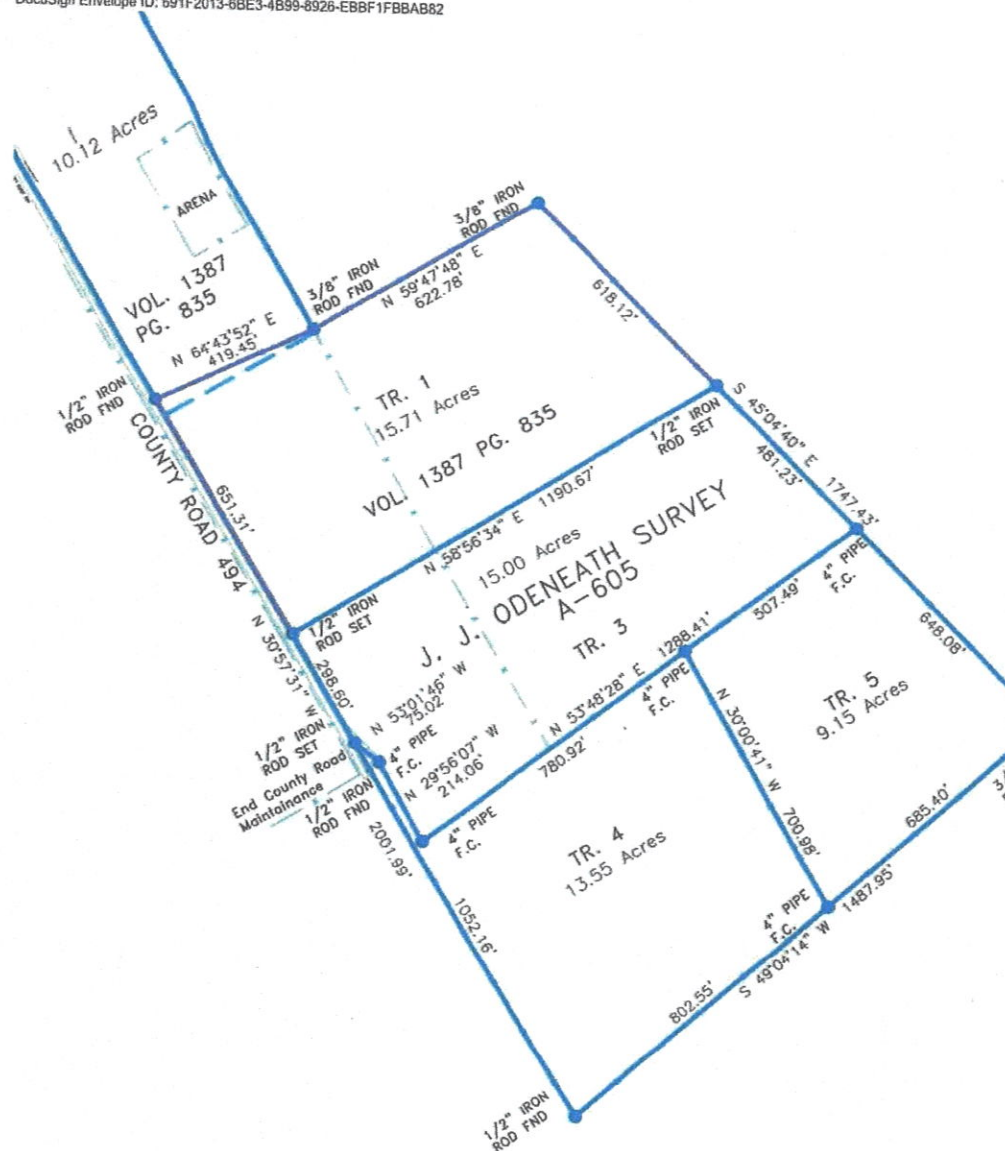 DocuSign Envelope ID: 691F2013-6BE3-4B99-8926-EBBF1FBBAB82
10.12 Acres
ARENA
VOL. 1387
PG. 835
3/8" IRON
ROD FND
3/8" IRON
ROD FND
N 59°47'48" E
622.78'
618.12'
N 64°43'52" E
419.45'
1/2" IRON
ROD FND
COUNTY ROAD 494
651.31'
TR. 1
15.71 Acres
VOL. 1387 PG. 835
1/2" IRON
ROD SET
S 45°04'40" E 1747.43'
481.23'
N 58°56'34" E 1190.67'
15.00 Acres
J. J. ODENEATH SURVEY
A-605
TR. 3
1/2" IRON
ROD SET
298.60'
N 30°57'31" W
2001.99'
N 53°01'46" W
75.02'
4" PIPE
F.C.
N 29°56'07" W
214.06'
1/2" IRON
ROD SET
End County Road
Maintainance
1/2" IRON
ROD FND
4" PIPE
F.C.
N 53°48'28" E 1288.41'
780.92'
507.49'
4" PIPE
F.C.
4" PIPE
F.C.
648.08'
TR. 5
9.15 Acres
N 30°00'41" W 700.98'
TR. 4
13.55 Acres
1052.16'
685.40'
4" PIPE
F.C.
S 49°04'14" W 1487.95'
802.55'
1/2" IRON
ROD FND